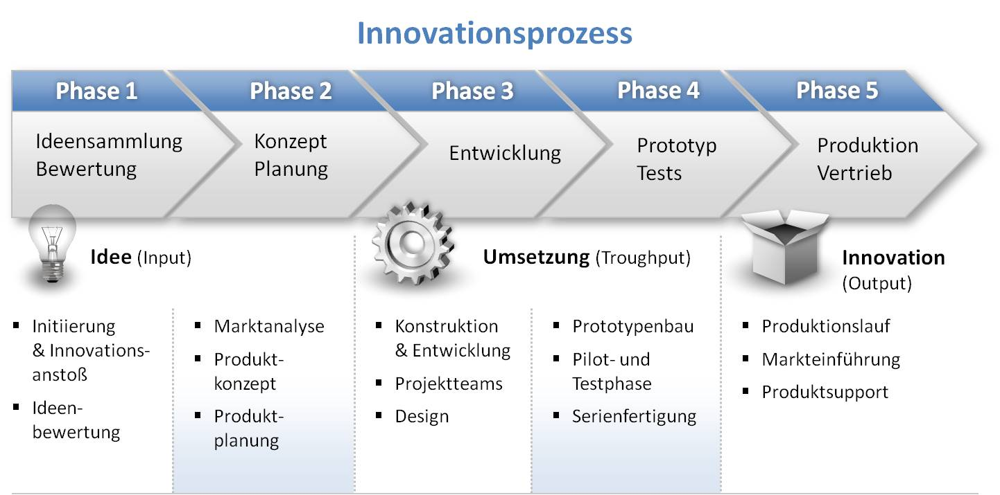 Innovationsprozess
Phase 1
Phase 2
Phase 3
Phase 4
Phase 5
Ideensammlung
Bewertung
Konzept
Planung
Entwicklung
Prototyp
Tests
Produktion
Vertrieb
Idee (Input)
Umsetzung (Troughput)
Innovation
(Output)
▪ Initiierung
& Innovations-
anstoß
▪ Ideen-
bewertung
▪ Marktanalyse
▪ Produkt-
konzept
▪ Produkt-
planung
▪ Konstruktion
& Entwicklung
▪ Projektteams
▪ Design
▪ Prototypenbau
▪ Pilot- und
Testphase
▪ Serienfertigung
▪ Produktionslauf
▪ Markteinführung
▪ Produktsupport